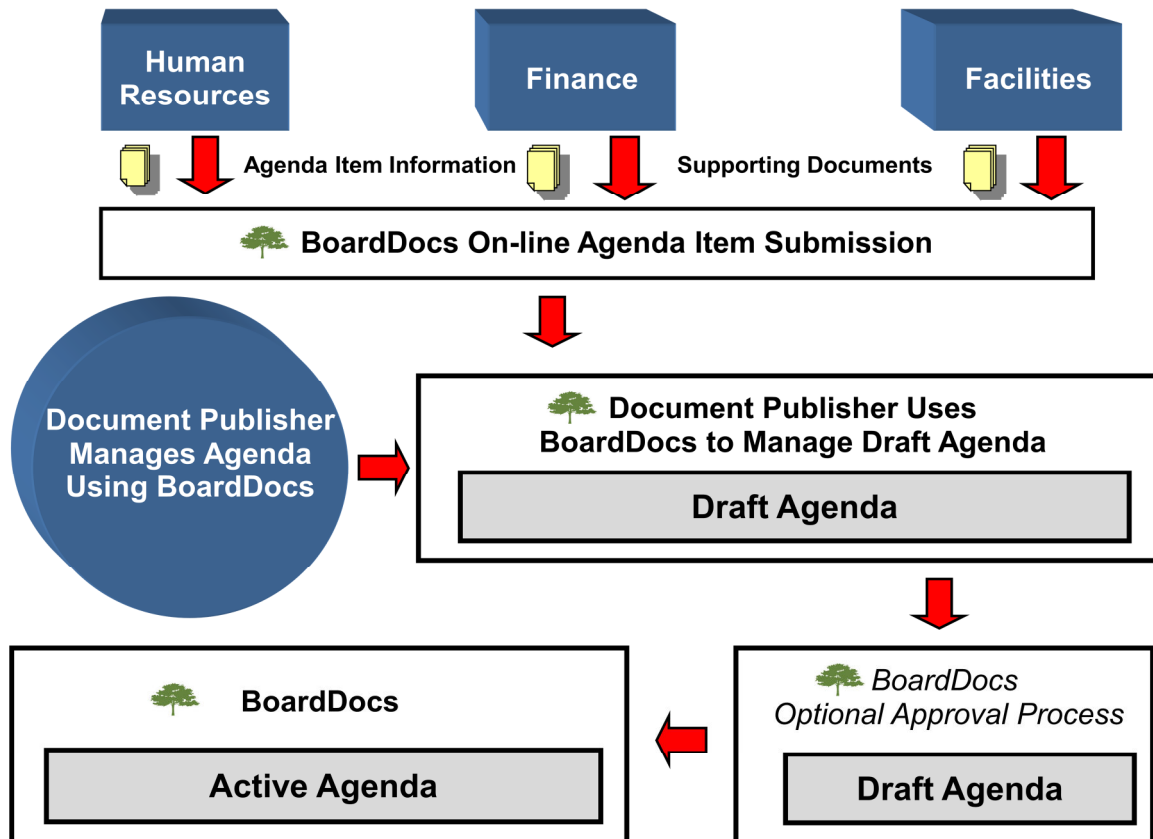 Human
Resources
Finance
Facilities
Agenda Item Information
Supporting Documents
BoardDocs On-line Agenda Item Submission
Document Publisher
Manages Agenda
Using BoardDocs
Document Publisher Uses
BoardDocs to Manage Draft Agenda
Draft Agenda
BoardDocs
Active Agenda
BoardDocs
Optional Approval Process
Draft Agenda